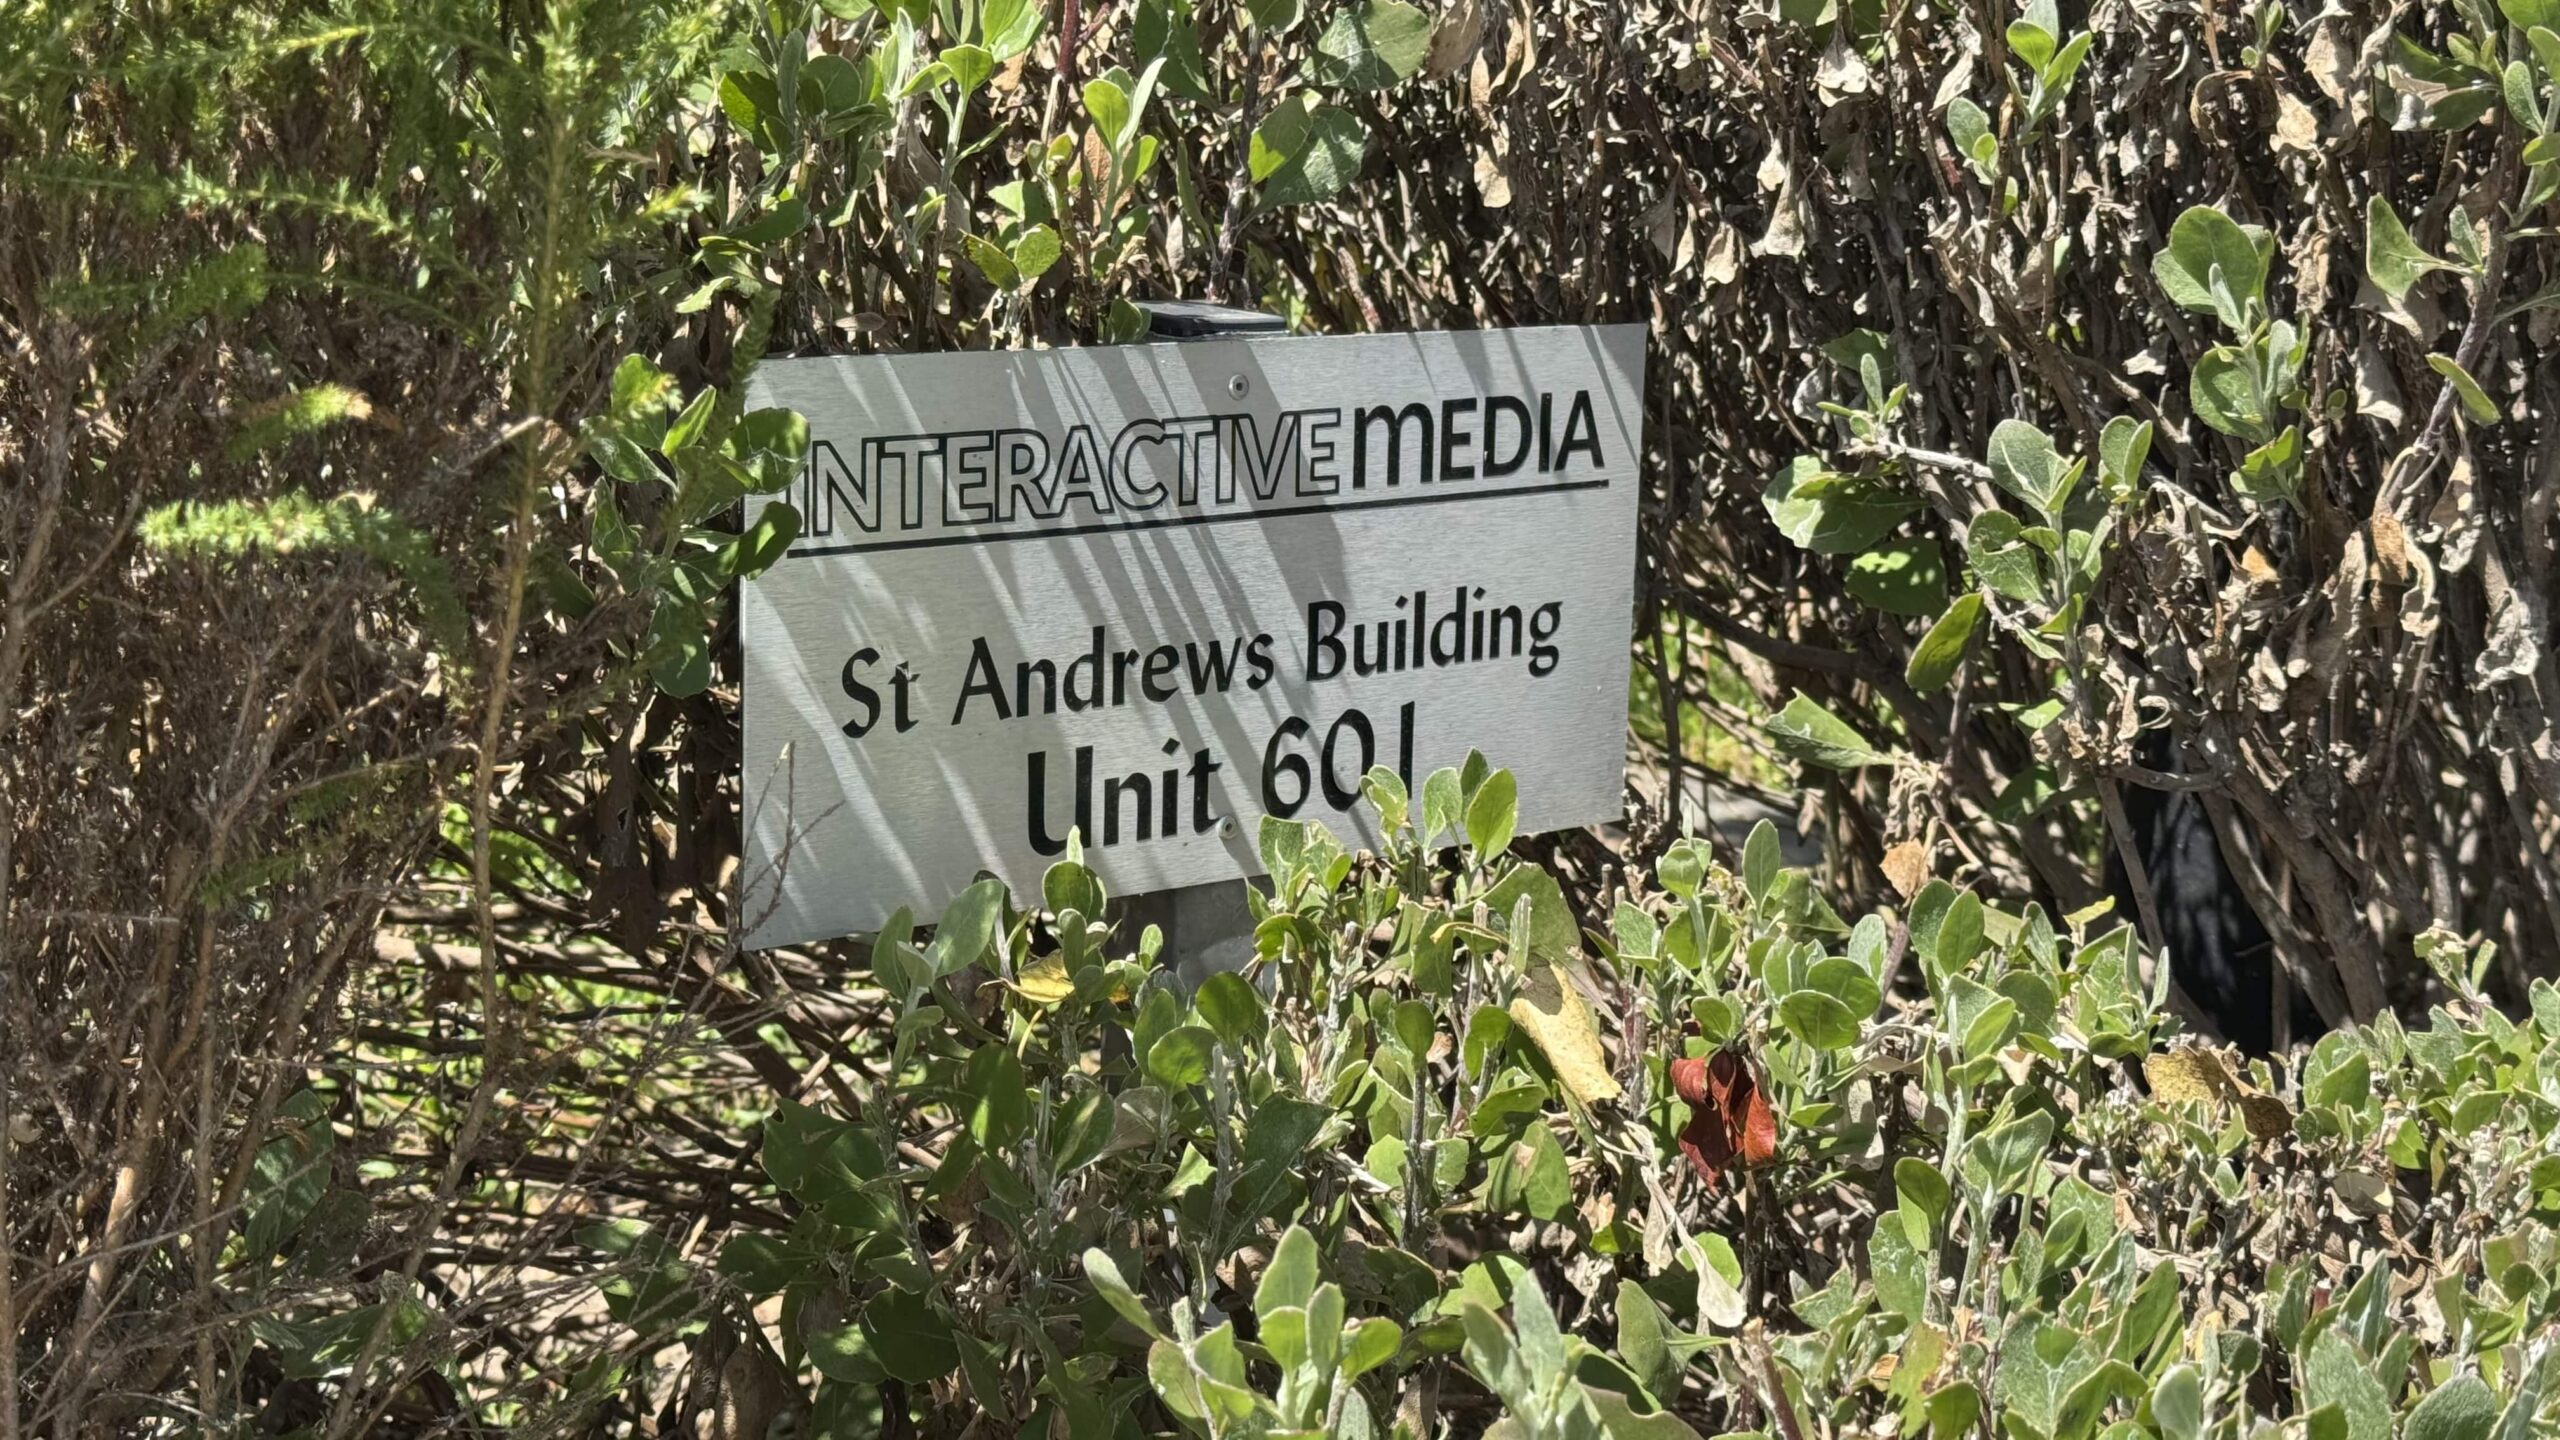 INTERACTIVE MEDIA
St Andrews Building
Unit 601